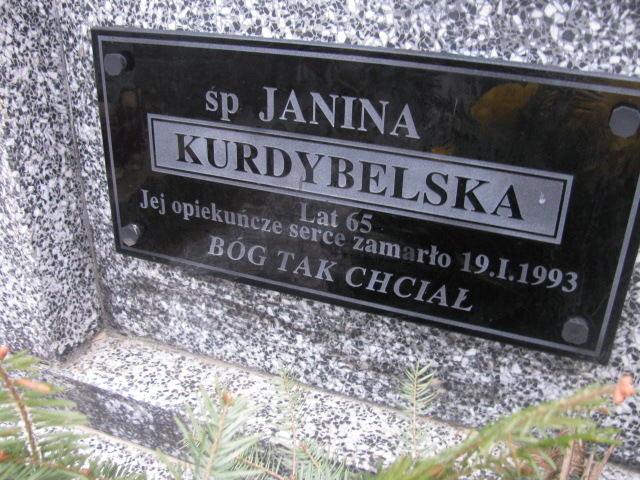 śp JANINA
KURDYBELSKA
Lat 65
Jej opiekuńcze serce zamarło 19.I.1993
BÓG TAK CHCIAŁ